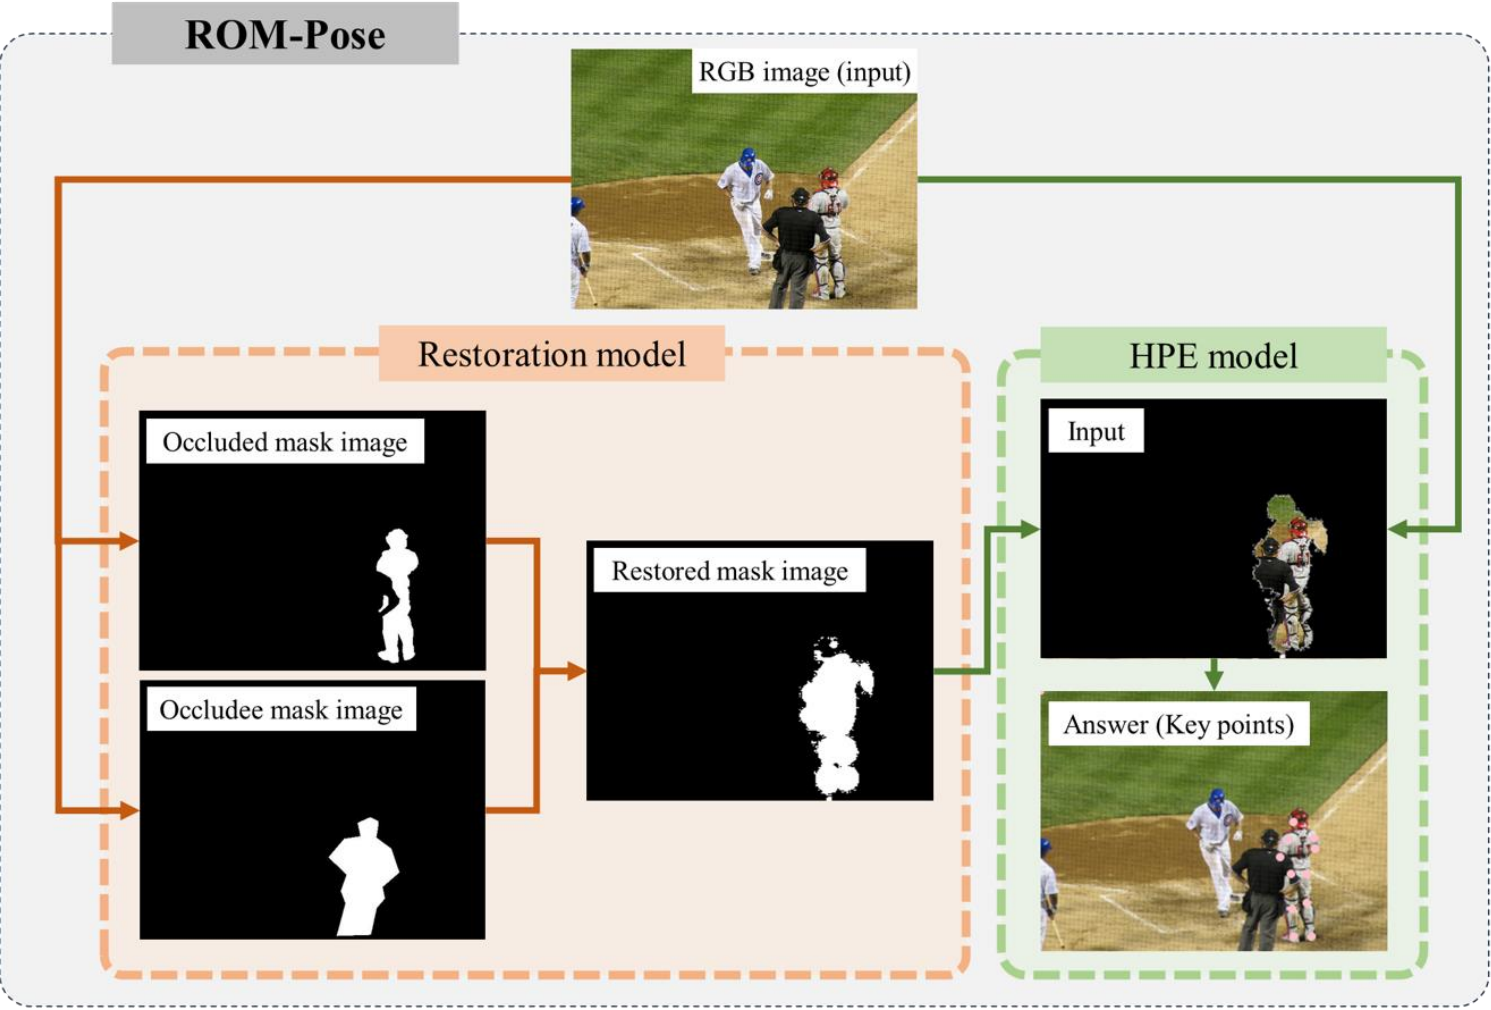 ROM-Pose
RGB image (input)
Restoration model
HPE model
Occluded mask image
Input
Restored mask image
Occludee mask image
Answer (Key points)